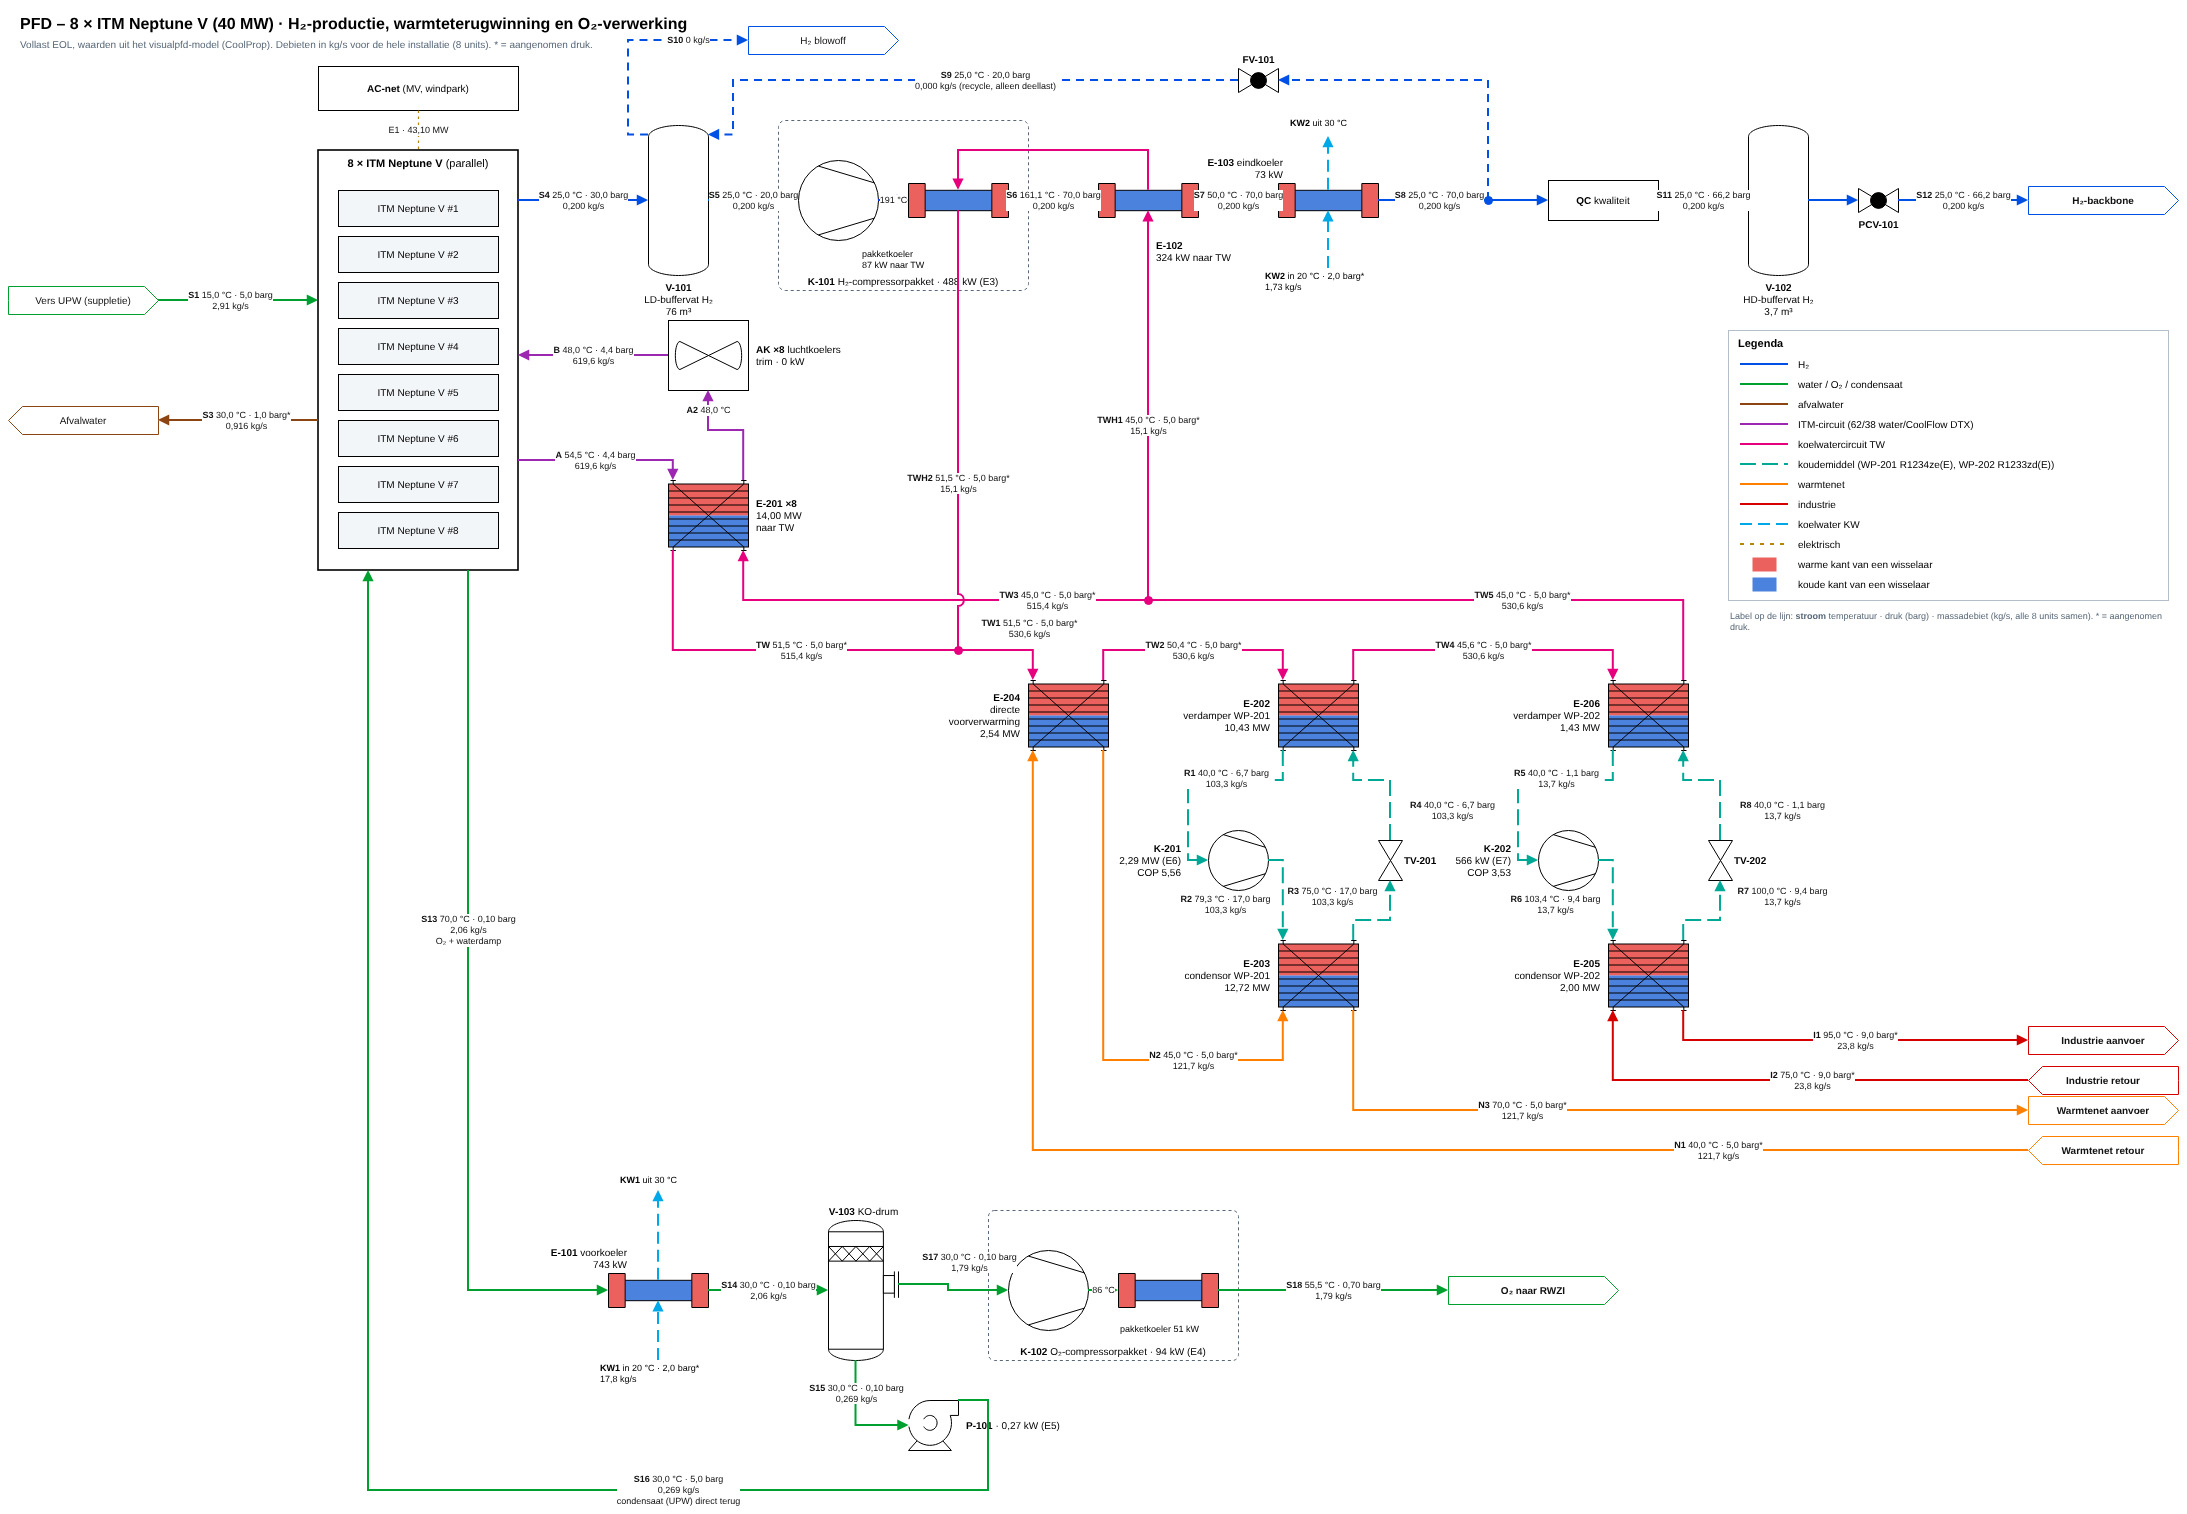 PFD – 8 × ITM Neptune V (40 MW) · H₂-productie, warmteterugwinning en O₂-verwerking
Vollast EOL, waarden uit het visualpfd-model (CoolProp). Debieten in kg/s voor de hele installatie (8 units). * = aangenomen druk.
S10 0 kg/s
H₂ blowoff
AC-net (MV, windpark)
E1 · 43,10 MW
S9 25,0 °C · 20,0 barg
0,000 kg/s (recycle, alleen deellast)
FV-101
8 × ITM Neptune V (parallel)
ITM Neptune V #1
ITM Neptune V #2
ITM Neptune V #3
ITM Neptune V #4
ITM Neptune V #5
ITM Neptune V #6
ITM Neptune V #7
ITM Neptune V #8
S4 25,0 °C · 30,0 barg
0,200 kg/s
V-101
LD-buffervat H₂
76 m³
S5 25,0 °C · 20,0 barg
0,200 kg/s
191 °C
pakketkoeler
87 kW naar TW
K-101 H₂-compressorpakket · 488 kW (E3)
S6 161,1 °C · 70,0 barg
0,200 kg/s
E-102
324 kW naar TW
S7 50,0 °C · 70,0 barg
0,200 kg/s
KW2 uit 30 °C
E-103 eindkoeler
73 kW
KW2 in 20 °C · 2,0 barg*
1,73 kg/s
S8 25,0 °C · 70,0 barg
0,200 kg/s
QC kwaliteit
S11 25,0 °C · 66,2 barg
0,200 kg/s
V-102
HD-buffervat H₂
3,7 m³
PCV-101
S12 25,0 °C · 66,2 barg
0,200 kg/s
H₂-backbone
Vers UPW (suppletie)
S1 15,0 °C · 5,0 barg
2,91 kg/s
Afvalwater
S3 30,0 °C · 1,0 barg*
0,916 kg/s
B 48,0 °C · 4,4 barg
619,6 kg/s
AK ×8 luchtkoelers
trim · 0 kW
A2 48,0 °C
A 54,5 °C · 4,4 barg
619,6 kg/s
E-201 ×8
14,00 MW
naar TW
TWH2 51,5 °C · 5,0 barg*
15,1 kg/s
TWH1 45,0 °C · 5,0 barg*
15,1 kg/s
Legenda
H₂
water / O₂ / condensaat
afvalwater
ITM-circuit (62/38 water/CoolFlow DTX)
koelwatercircuit TW
koudemiddel (WP-201 R1234ze(E), WP-202 R1233zd(E))
warmtenet
industrie
koelwater KW
elektrisch
warme kant van een wisselaar
koude kant van een wisselaar
Label op de lijn: stroom temperatuur · druk (barg) · massadebiet (kg/s, alle 8 units samen). * = aangenomen
druk.
TW3 45,0 °C · 5,0 barg*
515,4 kg/s
TW5 45,0 °C · 5,0 barg*
530,6 kg/s
TW1 51,5 °C · 5,0 barg*
530,6 kg/s
TW 51,5 °C · 5,0 barg*
515,4 kg/s
TW2 50,4 °C · 5,0 barg*
530,6 kg/s
TW4 45,6 °C · 5,0 barg*
530,6 kg/s
E-204
directe
voorverwarming
2,54 MW
E-202
verdamper WP-201
10,43 MW
E-206
verdamper WP-202
1,43 MW
R1 40,0 °C · 6,7 barg
103,3 kg/s
R4 40,0 °C · 6,7 barg
103,3 kg/s
R5 40,0 °C · 1,1 barg
13,7 kg/s
R8 40,0 °C · 1,1 barg
13,7 kg/s
K-201
2,29 MW (E6)
COP 5,56
TV-201
K-202
566 kW (E7)
COP 3,53
TV-202
R2 79,3 °C · 17,0 barg
103,3 kg/s
R3 75,0 °C · 17,0 barg
103,3 kg/s
R6 103,4 °C · 9,4 barg
13,7 kg/s
R7 100,0 °C · 9,4 barg
13,7 kg/s
S13 70,0 °C · 0,10 barg
2,06 kg/s
O₂ + waterdamp
E-203
condensor WP-201
12,72 MW
E-205
condensor WP-202
2,00 MW
N2 45,0 °C · 5,0 barg*
121,7 kg/s
I1 95,0 °C · 9,0 barg*
23,8 kg/s
Industrie aanvoer
I2 75,0 °C · 9,0 barg*
23,8 kg/s
Industrie retour
N3 70,0 °C · 5,0 barg*
121,7 kg/s
Warmtenet aanvoer
N1 40,0 °C · 5,0 barg*
121,7 kg/s
Warmtenet retour
KW1 uit 30 °C
E-101 voorkoeler
743 kW
KW1 in 20 °C · 2,0 barg*
17,8 kg/s
S14 30,0 °C · 0,10 barg
2,06 kg/s
V-103 KO-drum
S17 30,0 °C · 0,10 barg
1,79 kg/s
86 °C
pakketkoeler 51 kW
K-102 O₂-compressorpakket · 94 kW (E4)
S18 55,5 °C · 0,70 barg
1,79 kg/s
O₂ naar RWZI
S15 30,0 °C · 0,10 barg
0,269 kg/s
P-101 · 0,27 kW (E5)
S16 30,0 °C · 5,0 barg
0,269 kg/s
condensaat (UPW) direct terug